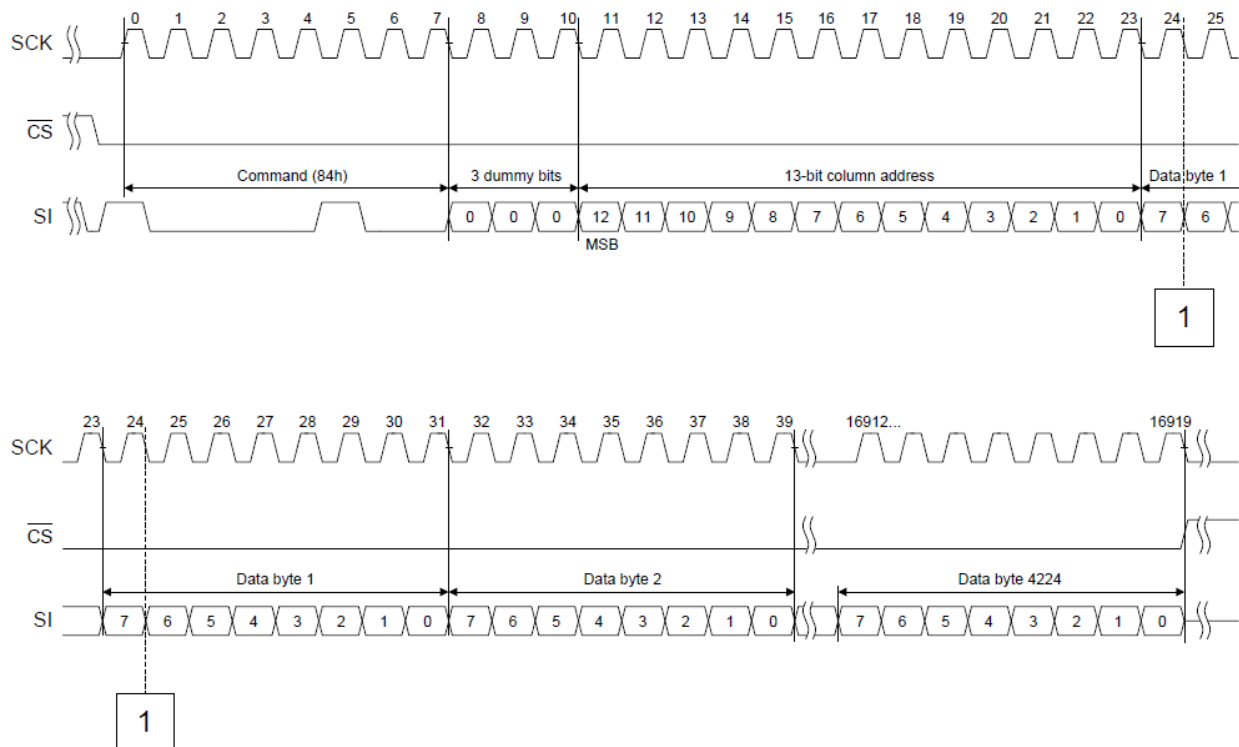 0 1 2 3 4 5 6 7 8 9 10 11 12 13 14 15 16 17 18 19 20 21 22 23 24 25
SCK
CS
Command (84h) 3 dummy bits 13-bit column address Data byte 1
SI 0 0 0 12 11 10 9 8 7 6 5 4 3 2 1 0 7 6
MSB
1
23 24 25 26 27 28 29 30 31 32 33 34 35 36 37 38 39 16912... 16919
SCK
CS
Data byte 1 Data byte 2 Data byte 4224
SI 7 6 5 4 3 2 1 0 7 6 5 4 3 2 1 0 7 6 5 4 3 2 1 0
1